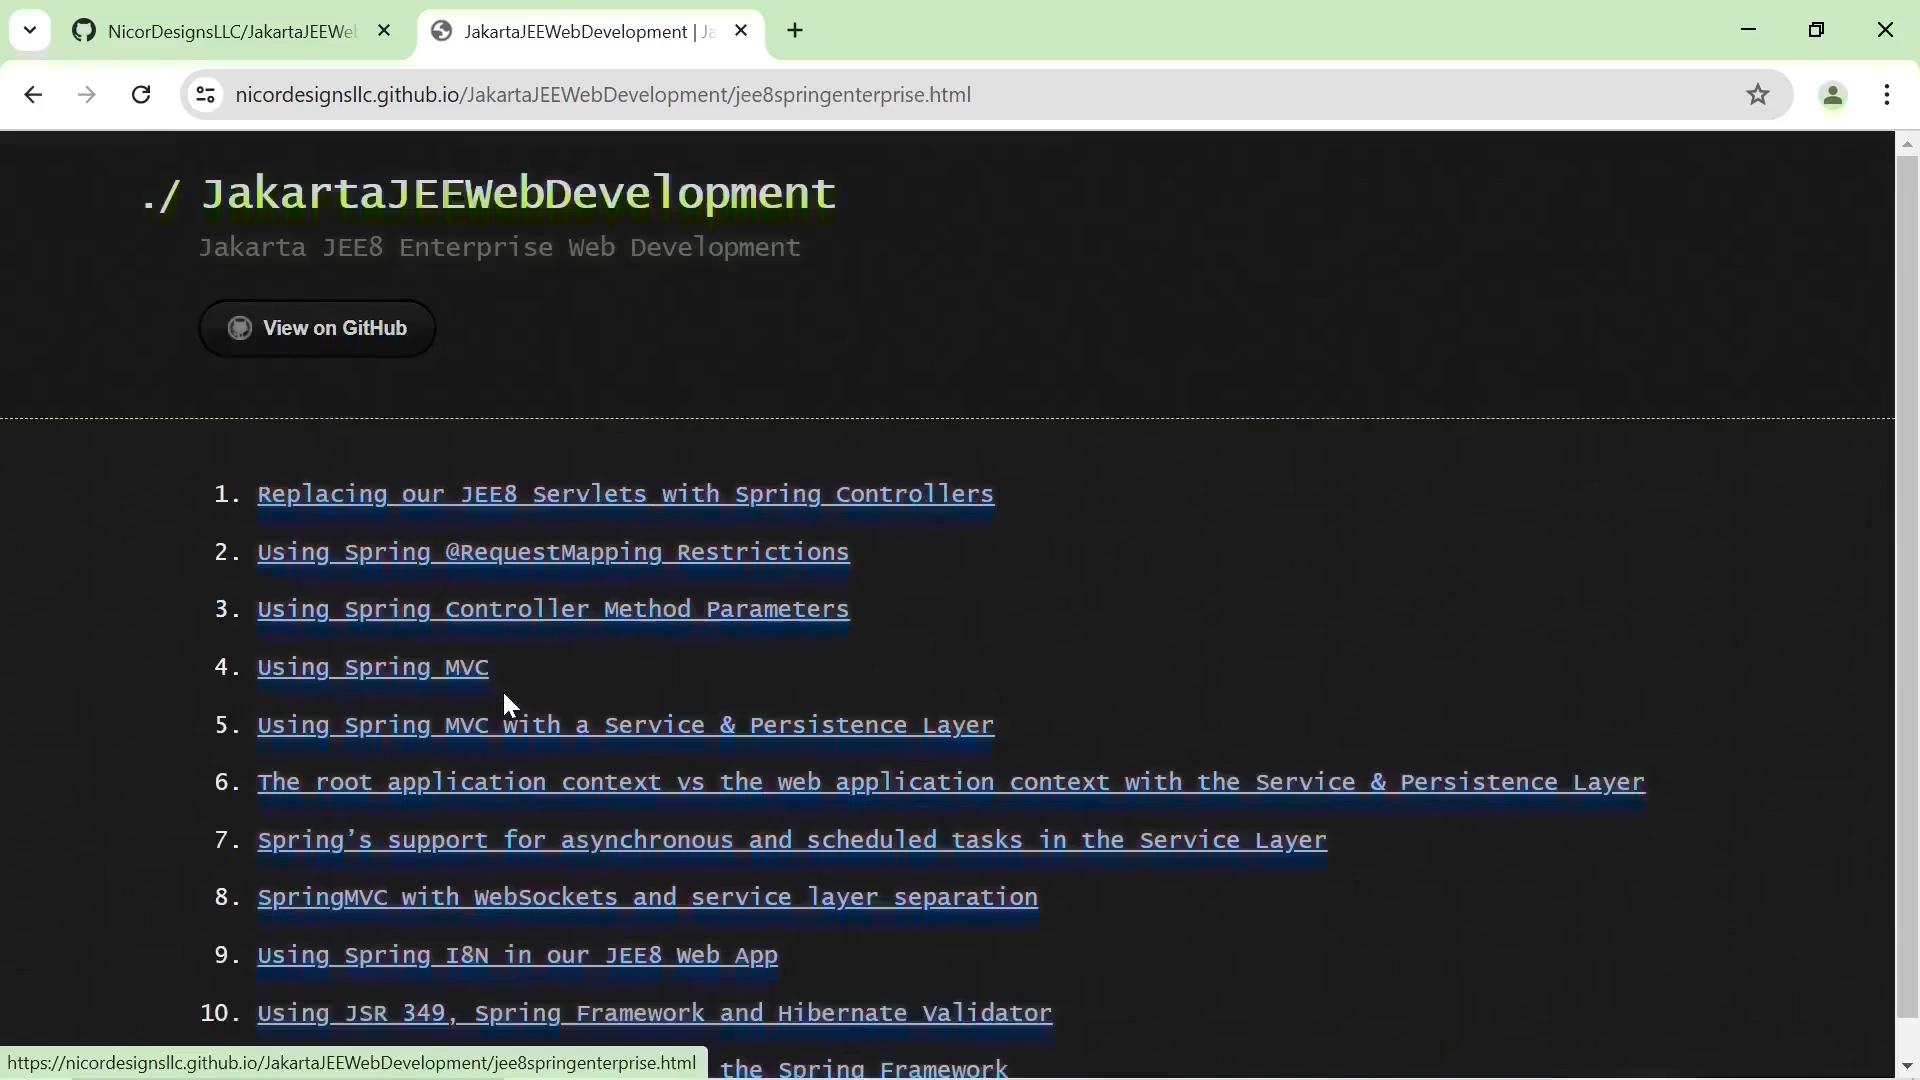 NicorDesignsLLC/JakartaJEEWeb
JakartaJEEWebDevelopment | Ja
nicordesignsllc.github.io/JakartaJEEWebDevelopment/jee8springenterprise.html
./ JakartaJEEWebDevelopment
Jakarta JEE8 Enterprise Web Development
View on GitHub
1. Replacing our JEE8 Servlets with Spring Controllers
2. Using Spring @RequestMapping Restrictions
3. Using Spring Controller Method Parameters
4. Using Spring MVC
5. Using Spring MVC with a Service & Persistence Layer
6. The root application context vs the web application context with the Service & Persistence Layer
7. Spring’s support for asynchronous and scheduled tasks in the Service Layer
8. SpringMVC with WebSockets and service layer separation
9. Using Spring I8N in our JEE8 Web App
10. Using JSR 349, Spring Framework and Hibernate Validator
the Spring Framework
https://nicordesignsllc.github.io/JakartaJEEWebDevelopment/jee8springenterprise.html